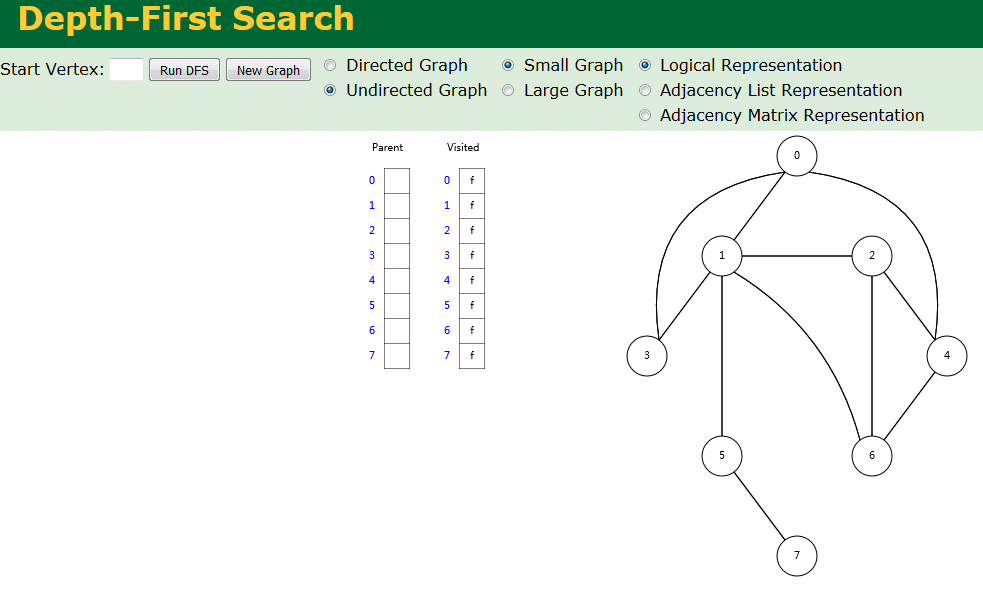 Depth-First Search
Start Vertex: Run DFS New Graph
Directed Graph
Undirected Graph
Small Graph
Large Graph
Logical Representation
Adjacency List Representation
Adjacency Matrix Representation
Parent Visited
0 0 f
1 1 f
2 2 f
3 3 f
4 4 f
5 5 f
6 6 f
7 7 f
0
1 2
3 4
5 6
7